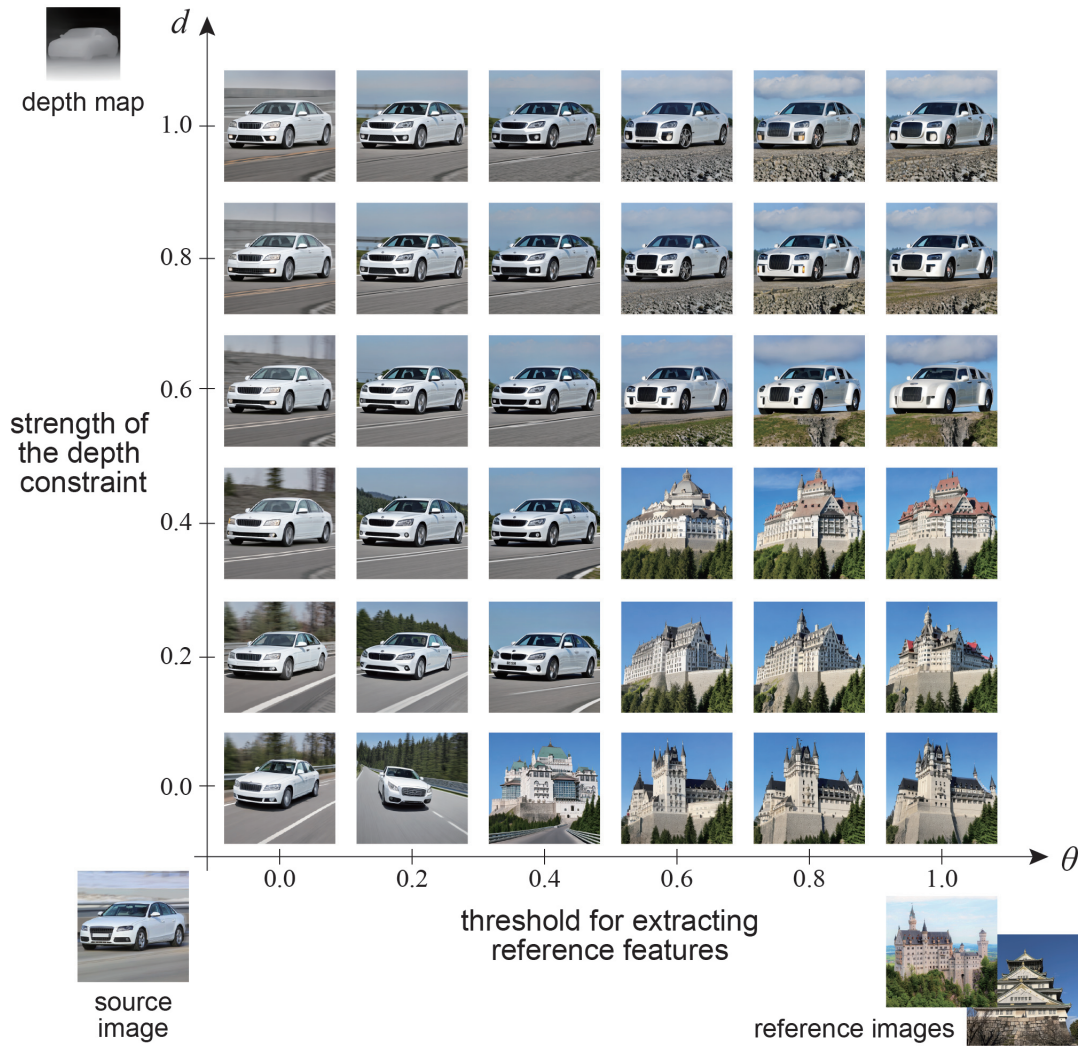 d
depth map
1.0
0.8
0.6
strength of
the depth
constraint
0.4
0.2
0.0
0.0 0.2 0.4 0.6 0.8 1.0 θ
threshold for extracting
reference features
source
image
reference images